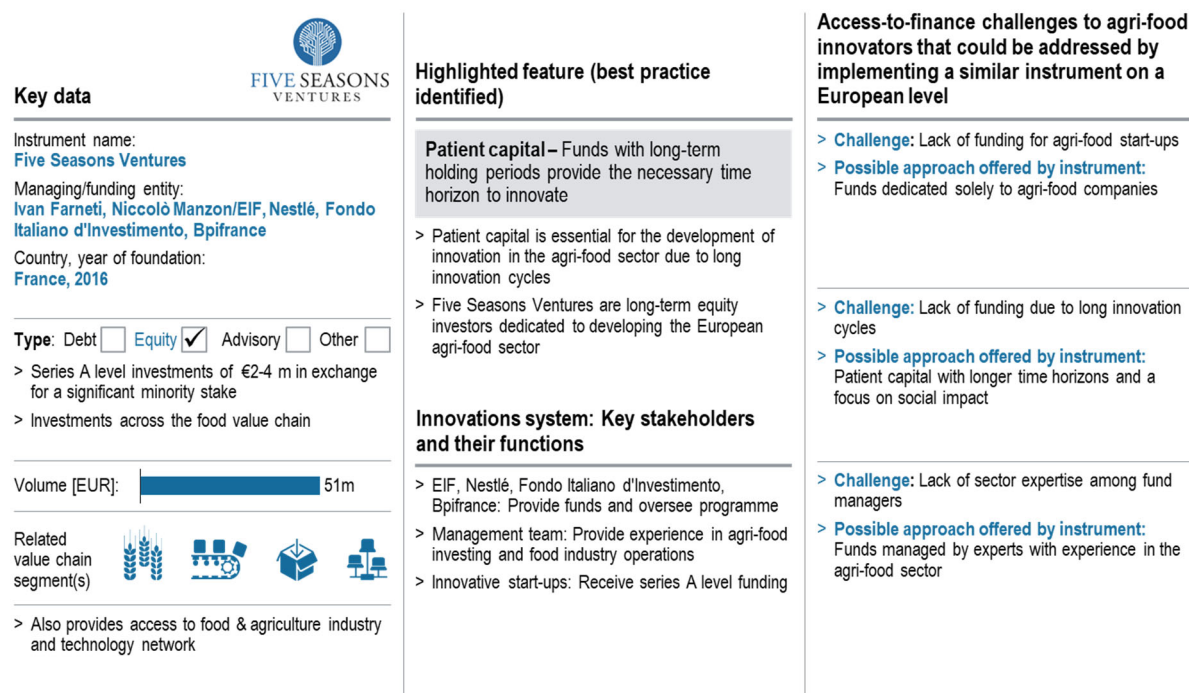 FIVE SEASONS
VENTURES
Key data
Instrument name:
Five Seasons Ventures
Managing/funding entity:
Ivan Farneti, Niccolò Manzon/EIF, Nestlé, Fondo
Italiano d'Investimento, Bpifrance
Country, year of foundation:
France, 2016
Type: Debt Equity ✓ Advisory Other
> Series A level investments of €2-4 m in exchange
for a significant minority stake
> Investments across the food value chain
Volume [EUR]: 51m
Related
value chain
segment(s)
> Also provides access to food & agriculture industry
and technology network
Highlighted feature (best practice
identified)
Patient capital – Funds with long-term
holding periods provide the necessary time
horizon to innovate
> Patient capital is essential for the development of
innovation in the agri-food sector due to long
innovation cycles
> Five Seasons Ventures are long-term equity
investors dedicated to developing the European
agri-food sector
Innovations system: Key stakeholders
and their functions
> EIF, Nestlé, Fondo Italiano d'Investimento,
Bpifrance: Provide funds and oversee programme
> Management team: Provide experience in agri-food
investing and food industry operations
> Innovative start-ups: Receive series A level funding
Access-to-finance challenges to agri-food
innovators that could be addressed by
implementing a similar instrument on a
European level
> Challenge: Lack of funding for agri-food start-ups
> Possible approach offered by instrument:
Funds dedicated solely to agri-food companies
> Challenge: Lack of funding due to long innovation
cycles
> Possible approach offered by instrument:
Patient capital with longer time horizons and a
focus on social impact
> Challenge: Lack of sector expertise among fund
managers
> Possible approach offered by instrument:
Funds managed by experts with experience in the
agri-food sector